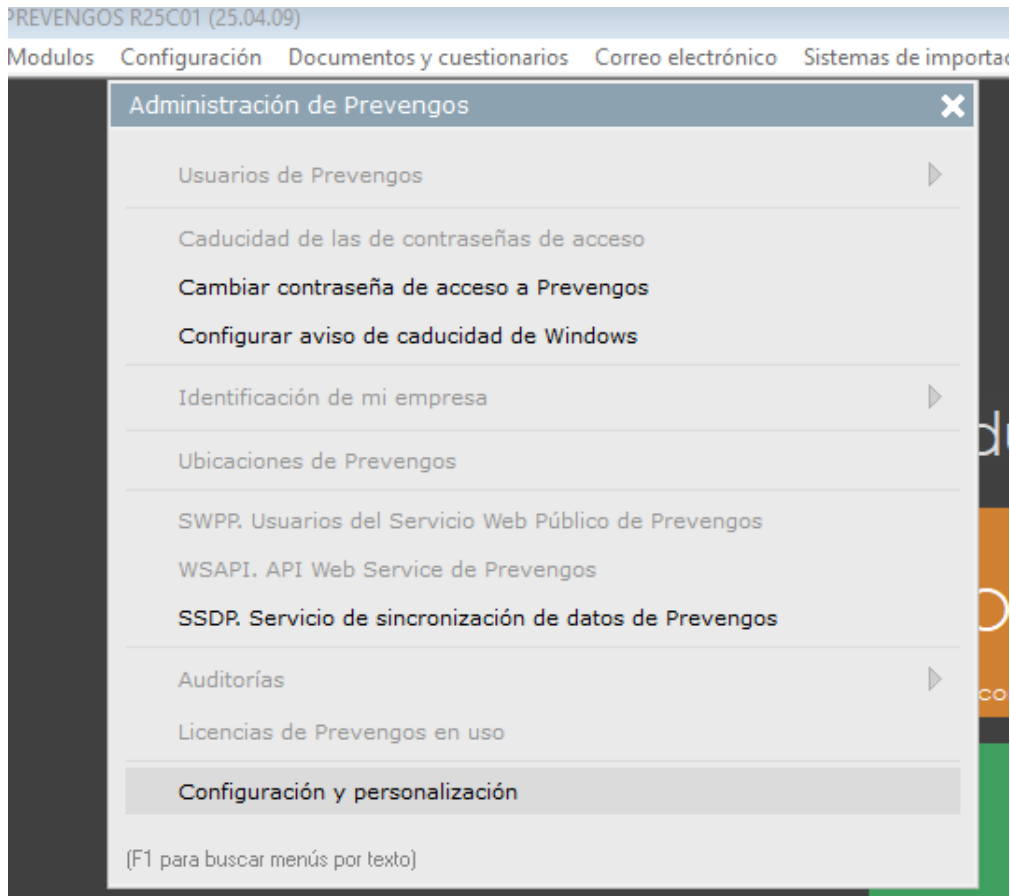 PREVENGOS R25C01 (25.04.09)
Modulos Configuración Documentos y cuestionarios Correo electrónico Sistemas de
Administración de Prevengos
Usuarios de Prevengos
Caducidad de las de contraseñas de acceso
Cambiar contraseña de acceso a Prevengos
Configurar aviso de caducidad de Windows
Identificación de mi empresa
Ubicaciones de Prevengos
SWPP. Usuarios del Servicio Web Público de Prevengos
WSAPI. API Web Service de Prevengos
SSDP. Servicio de sincronización de datos de Prevengos
Auditorías
Licencias de Prevengos en uso
Configuración y personalización
(F1 para buscar menús por texto)